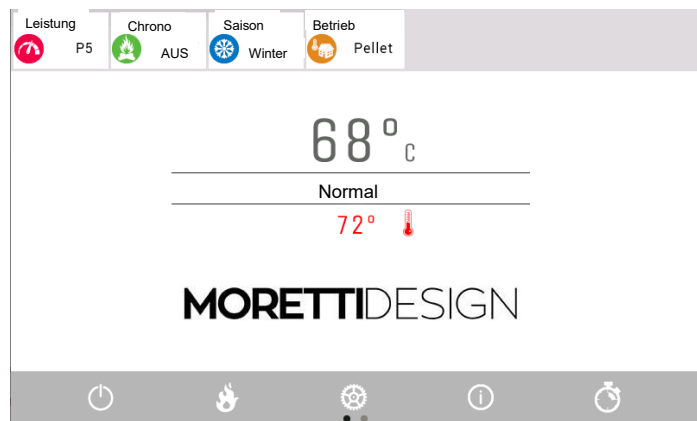 Leistung
P5
Chrono
AUS
Saison
Winter
Betrieb
Pellet
68°C
Normal
72°
MORETTIDESIGN